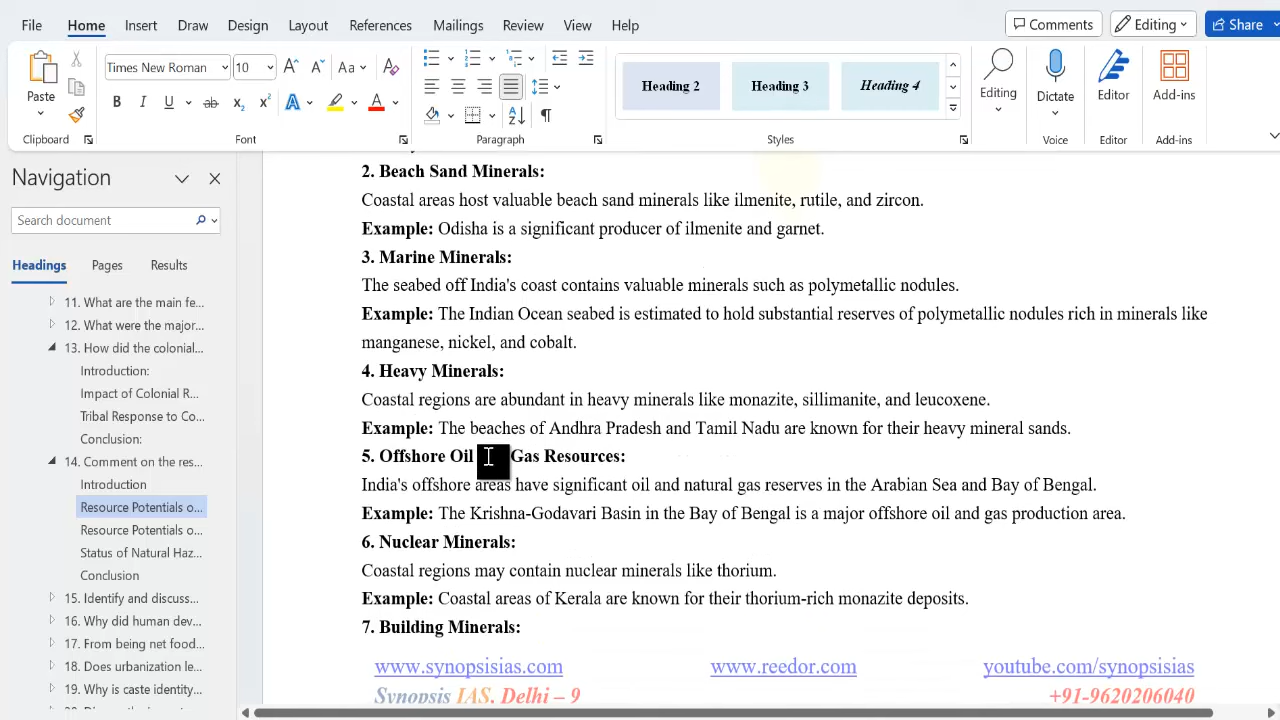 File Home Insert Draw Design Layout References Mailings Review View Help Comments Editing Share
Paste Times New Roman 10 Aa Heading 2 Heading 3 Heading 4 Editing Dictate Editor Add-ins
Clipboard Font Paragraph Styles Voice Editor Add-ins
Navigation
Search document
Headings Pages Results
11. What are the main fe...
12. What were the major...
13. How did the colonial...
Introduction:
Impact of Colonial R...
Tribal Response to Co...
Conclusion:
14. Comment on the res...
Introduction
Resource Potentials o...
Resource Potentials o...
Status of Natural Haz...
Conclusion
15. Identify and discuss...
16. Why did human dev...
17. From being net food...
18. Does urbanization le...
19. Why is caste identity...
2. Beach Sand Minerals:
Coastal areas host valuable beach sand minerals like ilmenite, rutile, and zircon.
Example: Odisha is a significant producer of ilmenite and garnet.
3. Marine Minerals:
The seabed off India's coast contains valuable minerals such as polymetallic nodules.
Example: The Indian Ocean seabed is estimated to hold substantial reserves of polymetallic nodules rich in minerals like
manganese, nickel, and cobalt.
4. Heavy Minerals:
Coastal regions are abundant in heavy minerals like monazite, sillimanite, and leucoxene.
Example: The beaches of Andhra Pradesh and Tamil Nadu are known for their heavy mineral sands.
5. Offshore Oil Gas Resources:
India's offshore areas have significant oil and natural gas reserves in the Arabian Sea and Bay of Bengal.
Example: The Krishna-Godavari Basin in the Bay of Bengal is a major offshore oil and gas production area.
6. Nuclear Minerals:
Coastal regions may contain nuclear minerals like thorium.
Example: Coastal areas of Kerala are known for their thorium-rich monazite deposits.
7. Building Minerals:
www.synopsisias.com www.reedor.com youtube.com/synopsisias
Synopsis IAS, Delhi – 9 +91-9620206040